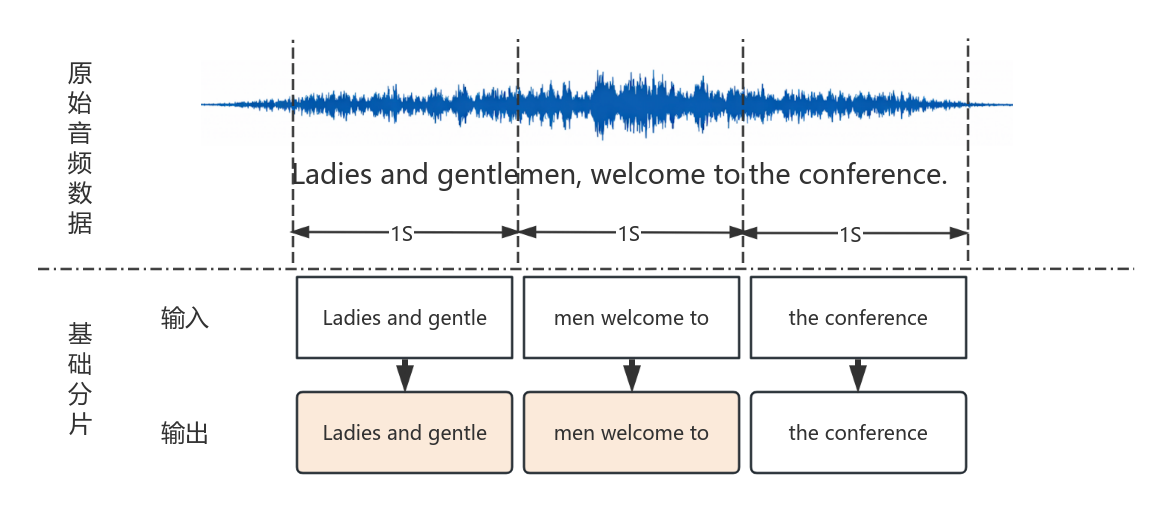 原始音频数据
Ladies and gentlemen, welcome to the conference.
1S
1S
1S
基础分片
输入
Ladies and gentle
men welcome to
the conference
输出
Ladies and gentle
men welcome to
the conference